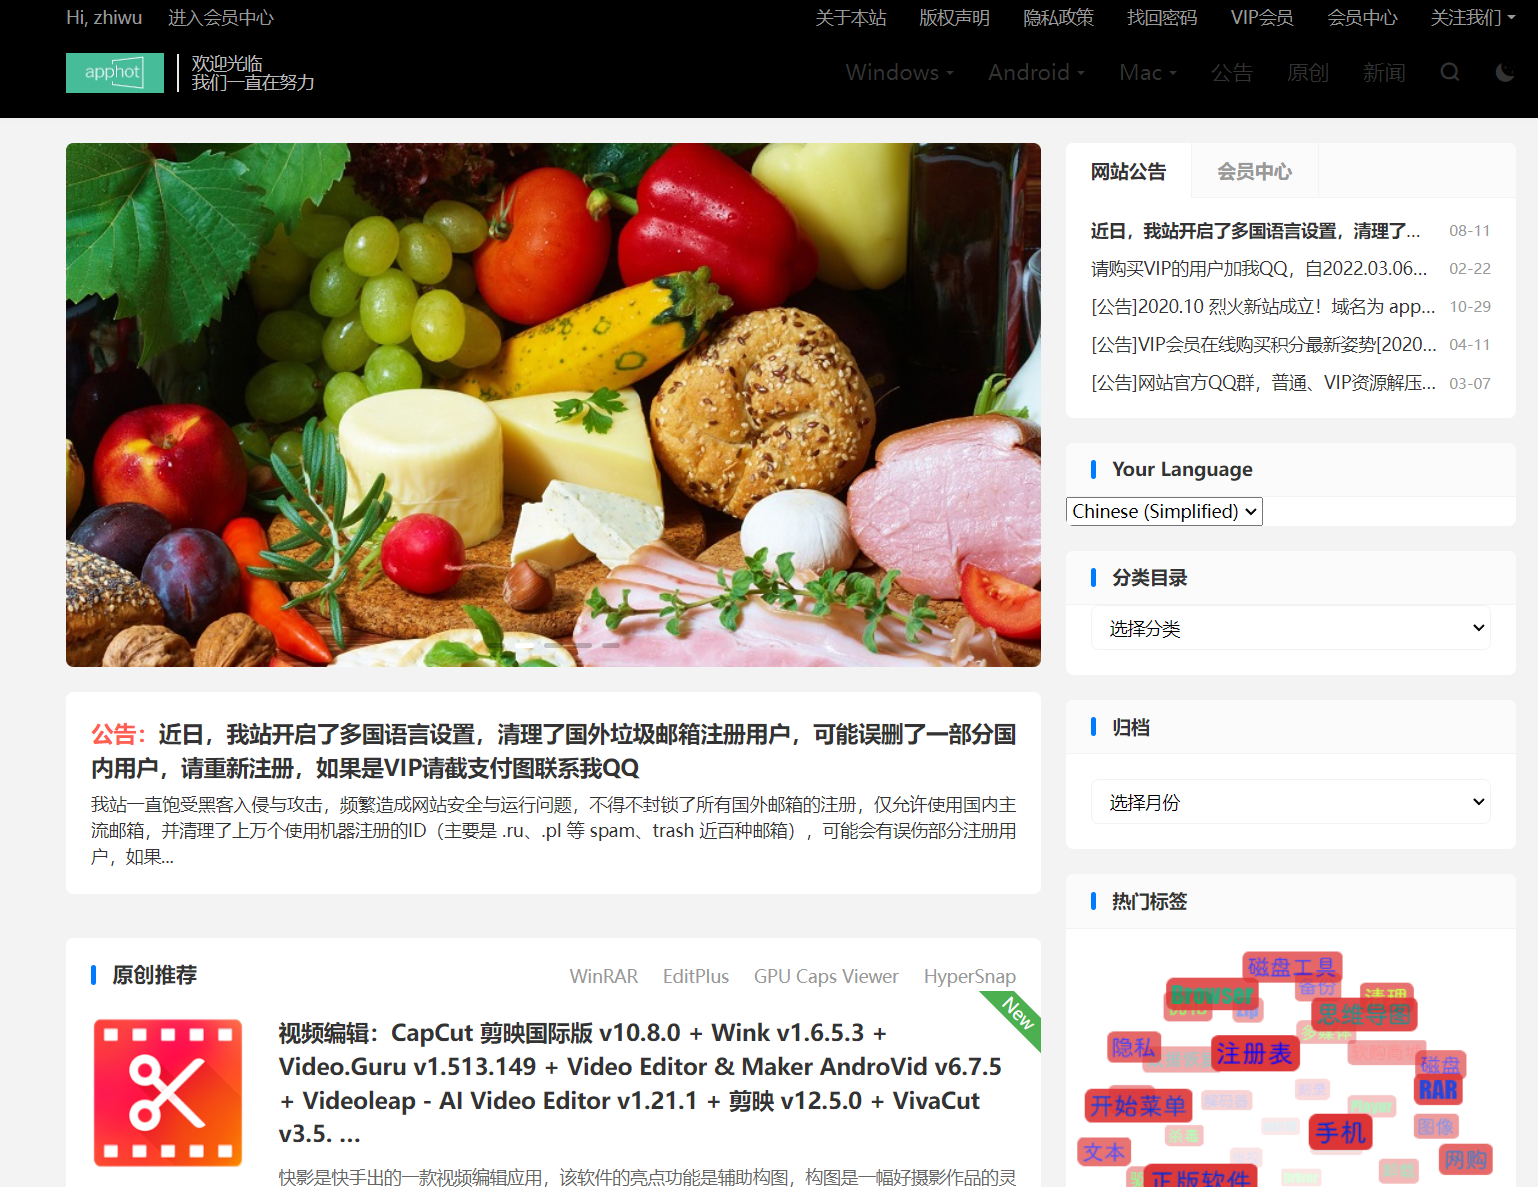 Hi, zhiwu 进入会员中心 关于本站 版权声明 隐私政策 找回密码 VIP会员 会员中心 关注我们
apphot
欢迎光临
我们一直在努力
Windows Android Mac 公告 原创 新闻
网站公告 会员中心
近日，我站开启了多国语言设置，清理了... 08-11
请购买VIP的用户加我QQ，自2022.03.06... 02-22
[公告]2020.10 烈火新站成立！域名为 app... 10-29
[公告]VIP会员在线购买积分最新姿势[2020... 04-11
[公告]网站官方QQ群，普通、VIP资源解压... 03-07
Your Language
Chinese (Simplified)
分类目录
选择分类
归档
选择月份
热门标签
磁盘工具
备份
Browser
清理
Zip
思维导图
多媒体
隐私
注册表
软购商城
磁盘
RAR
开始菜单
解码器
Player
手机
图像
杀毒
文本
网购
正版软件
公告：近日，我站开启了多国语言设置，清理了国外垃圾邮箱注册用户，可能误删了一部分国
内用户，请重新注册，如果是VIP请截支付图联系我QQ
我站一直饱受黑客入侵与攻击，频繁造成网站安全与运行问题，不得不封锁了所有国外邮箱的注册，仅允许使用国内主
流邮箱，并清理了上万个使用机器注册的ID（主要是 .ru、.pl 等 spam、trash 近百种邮箱），可能会有误伤部分注册用
户，如果...
原创推荐 WinRAR EditPlus GPU Caps Viewer HyperSnap
New
视频编辑：CapCut 剪映国际版 v10.8.0 + Wink v1.6.5.3 +
Video.Guru v1.513.149 + Video Editor & Maker AndroVid v6.7.5
+ Videoleap - AI Video Editor v1.21.1 + 剪映 v12.5.0 + VivaCut
v3.5. ...
快影是快手出的一款视频编辑应用，该软件的亮点功能是辅助构图，构图是一幅好摄影作品的灵